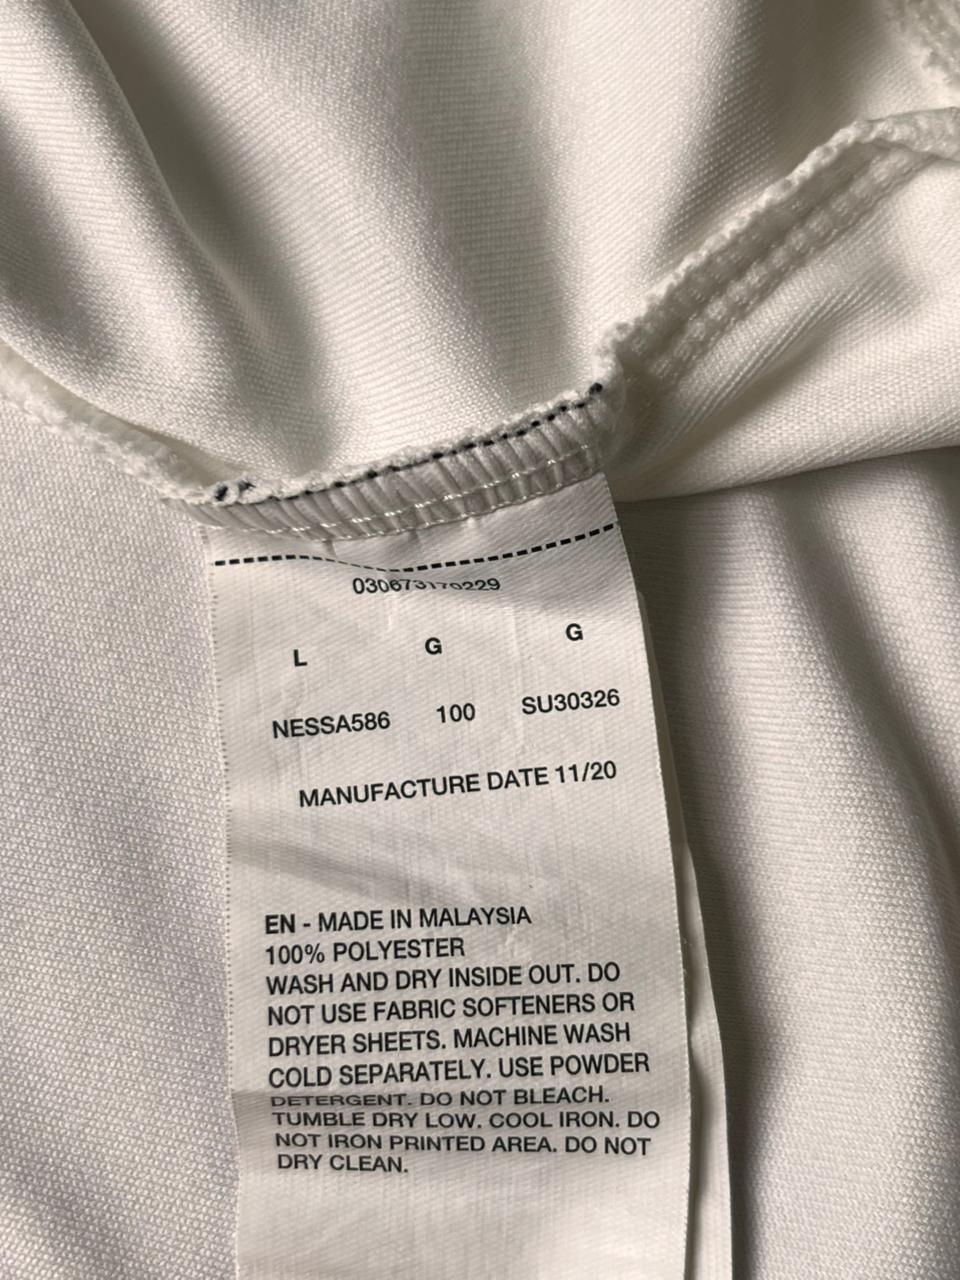 030673170229
L G G
NESSA586 100 SU30326
MANUFACTURE DATE 11/20
EN - MADE IN MALAYSIA
100% POLYESTER
WASH AND DRY INSIDE OUT. DO
NOT USE FABRIC SOFTENERS OR
DRYER SHEETS. MACHINE WASH
COLD SEPARATELY. USE POWDER
DETERGENT. DO NOT BLEACH.
TUMBLE DRY LOW. COOL IRON. DO
NOT IRON PRINTED AREA. DO NOT
DRY CLEAN.